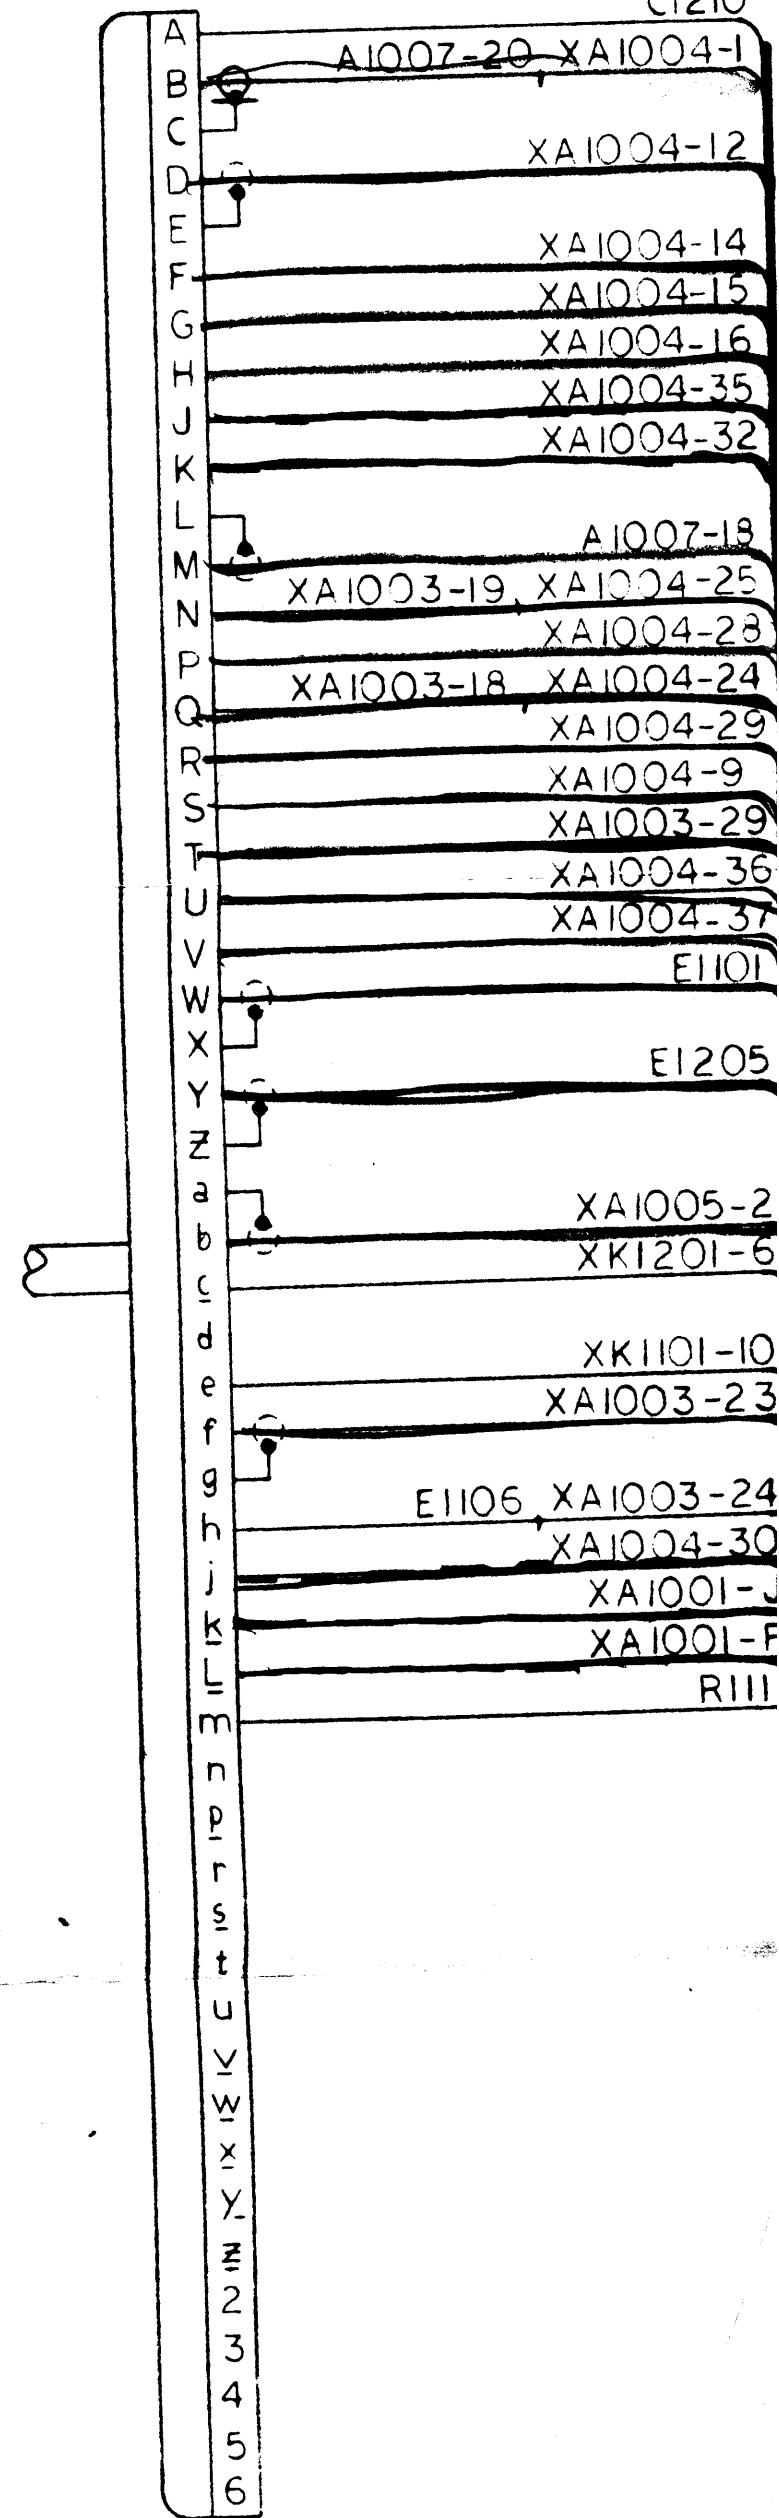 C1210
A
A1007-20 XA1004-1
B
C
XA1004-12
D
E
XA1004-14
F
XA1004-15
G
XA1004-16
H
XA1004-35
J
XA1004-32
K
L
A1007-18
M
XA1003-19 XA1004-25
N
XA1004-28
P
XA1003-18 XA1004-24
Q
XA1004-29
R
XA1004-9
S
XA1003-29
T
XA1004-36
U
XA1004-37
V
E1101
W
X
E1205
Y
Z
a
XA1005-2
b
XK1201-6
c
d
XK1101-10
e
XA1003-23
f
g
E1106 XA1003-24
h
XA1004-30
j
XA1001-J
k
XA1001-F
L
R111
m
n
p
r
s
t
u
v
w
x
y
z
2
3
4
5
6